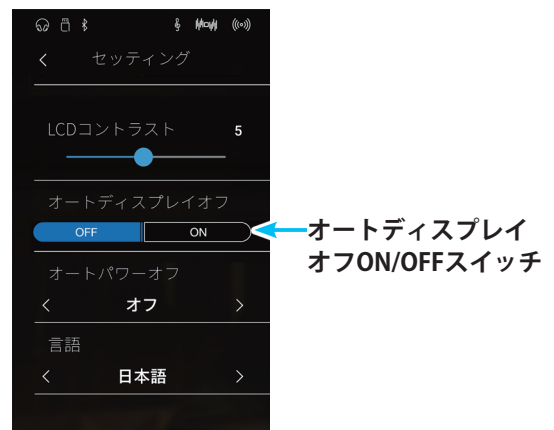 セッティング
LCDコントラスト 5
オートディスプレイオフ
OFF ON
オートディスプレイ
オフON/OFFスイッチ
オートパワーオフ
オフ
言語
日本語